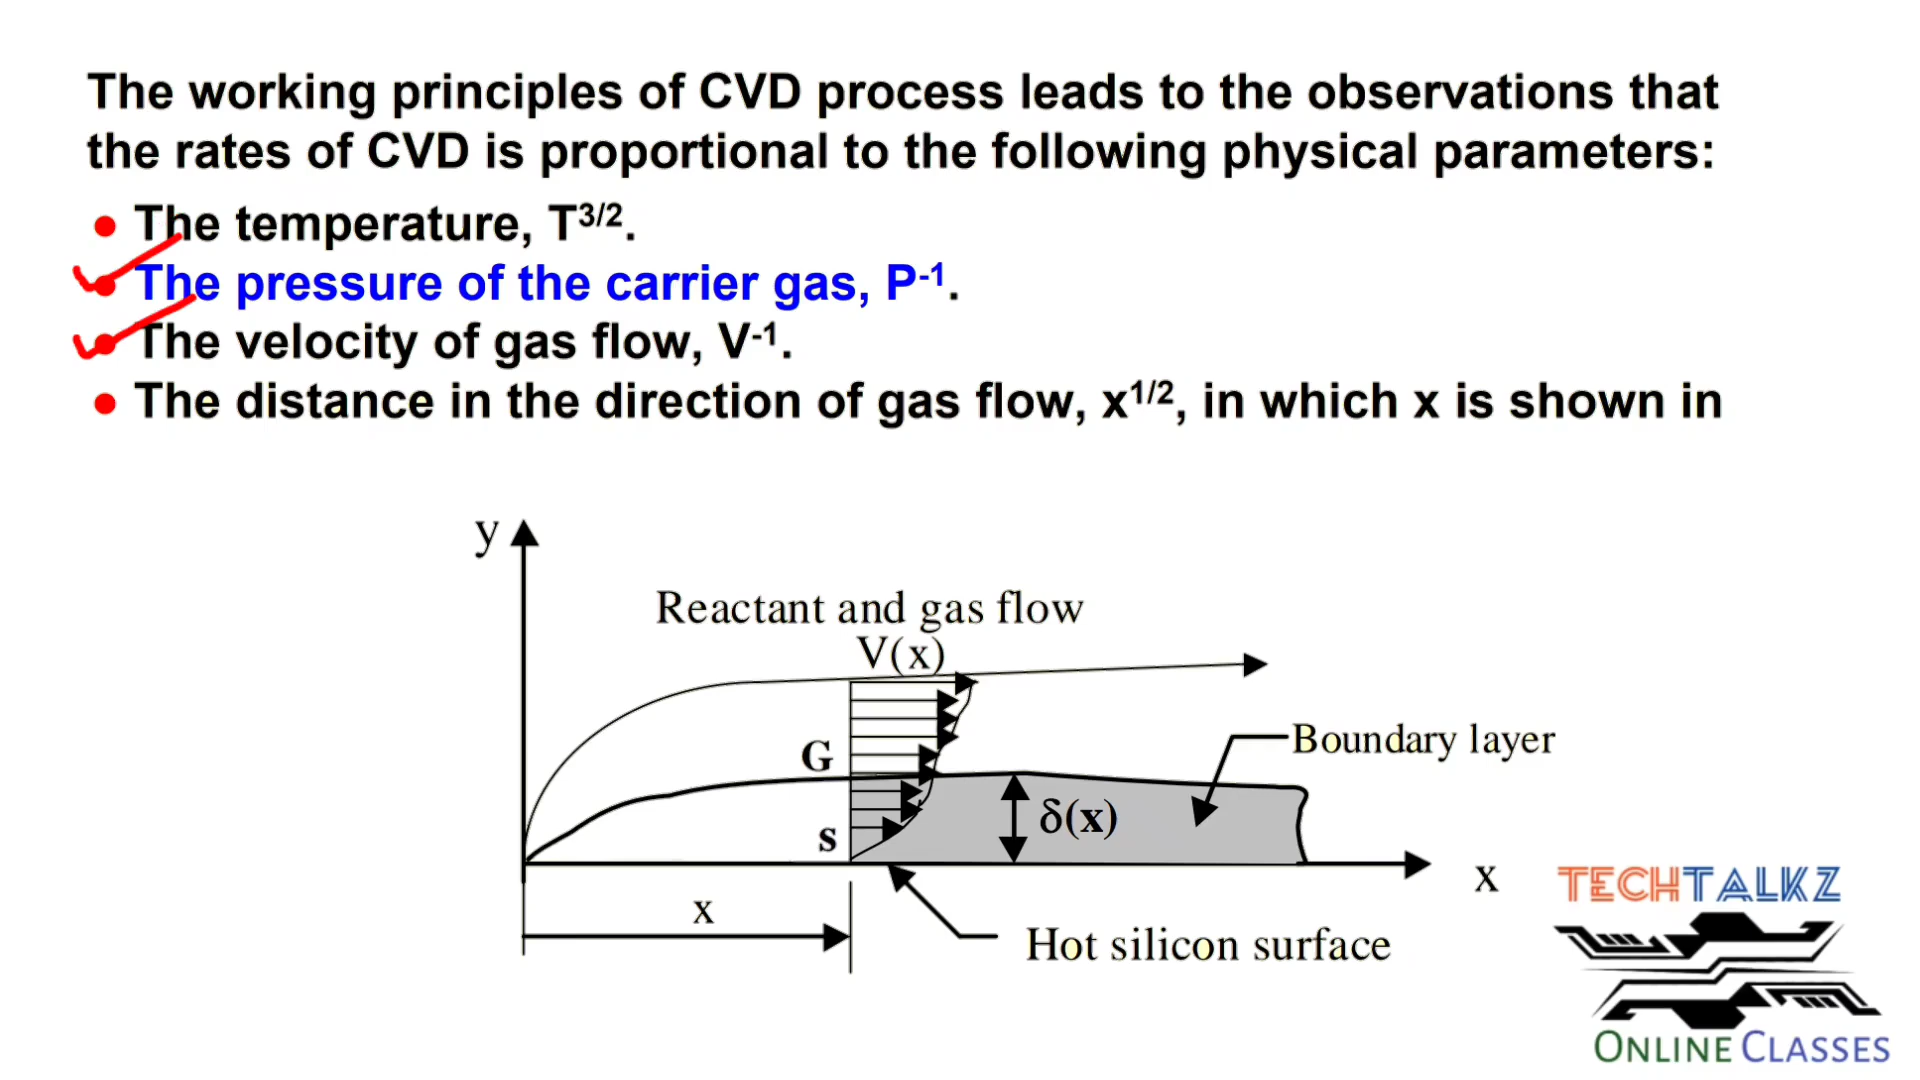 The working principles of CVD process leads to the observations that
the rates of CVD is proportional to the following physical parameters:
● The temperature, T³/².
● The pressure of the carrier gas, P⁻¹.
● The velocity of gas flow, V⁻¹.
● The distance in the direction of gas flow, x¹/², in which x is shown in
y
Reactant and gas flow
V(x)
Boundary layer
G
δ(x)
s
x
x
Hot silicon surface
TECHTALKZ
ONLINE CLASSES